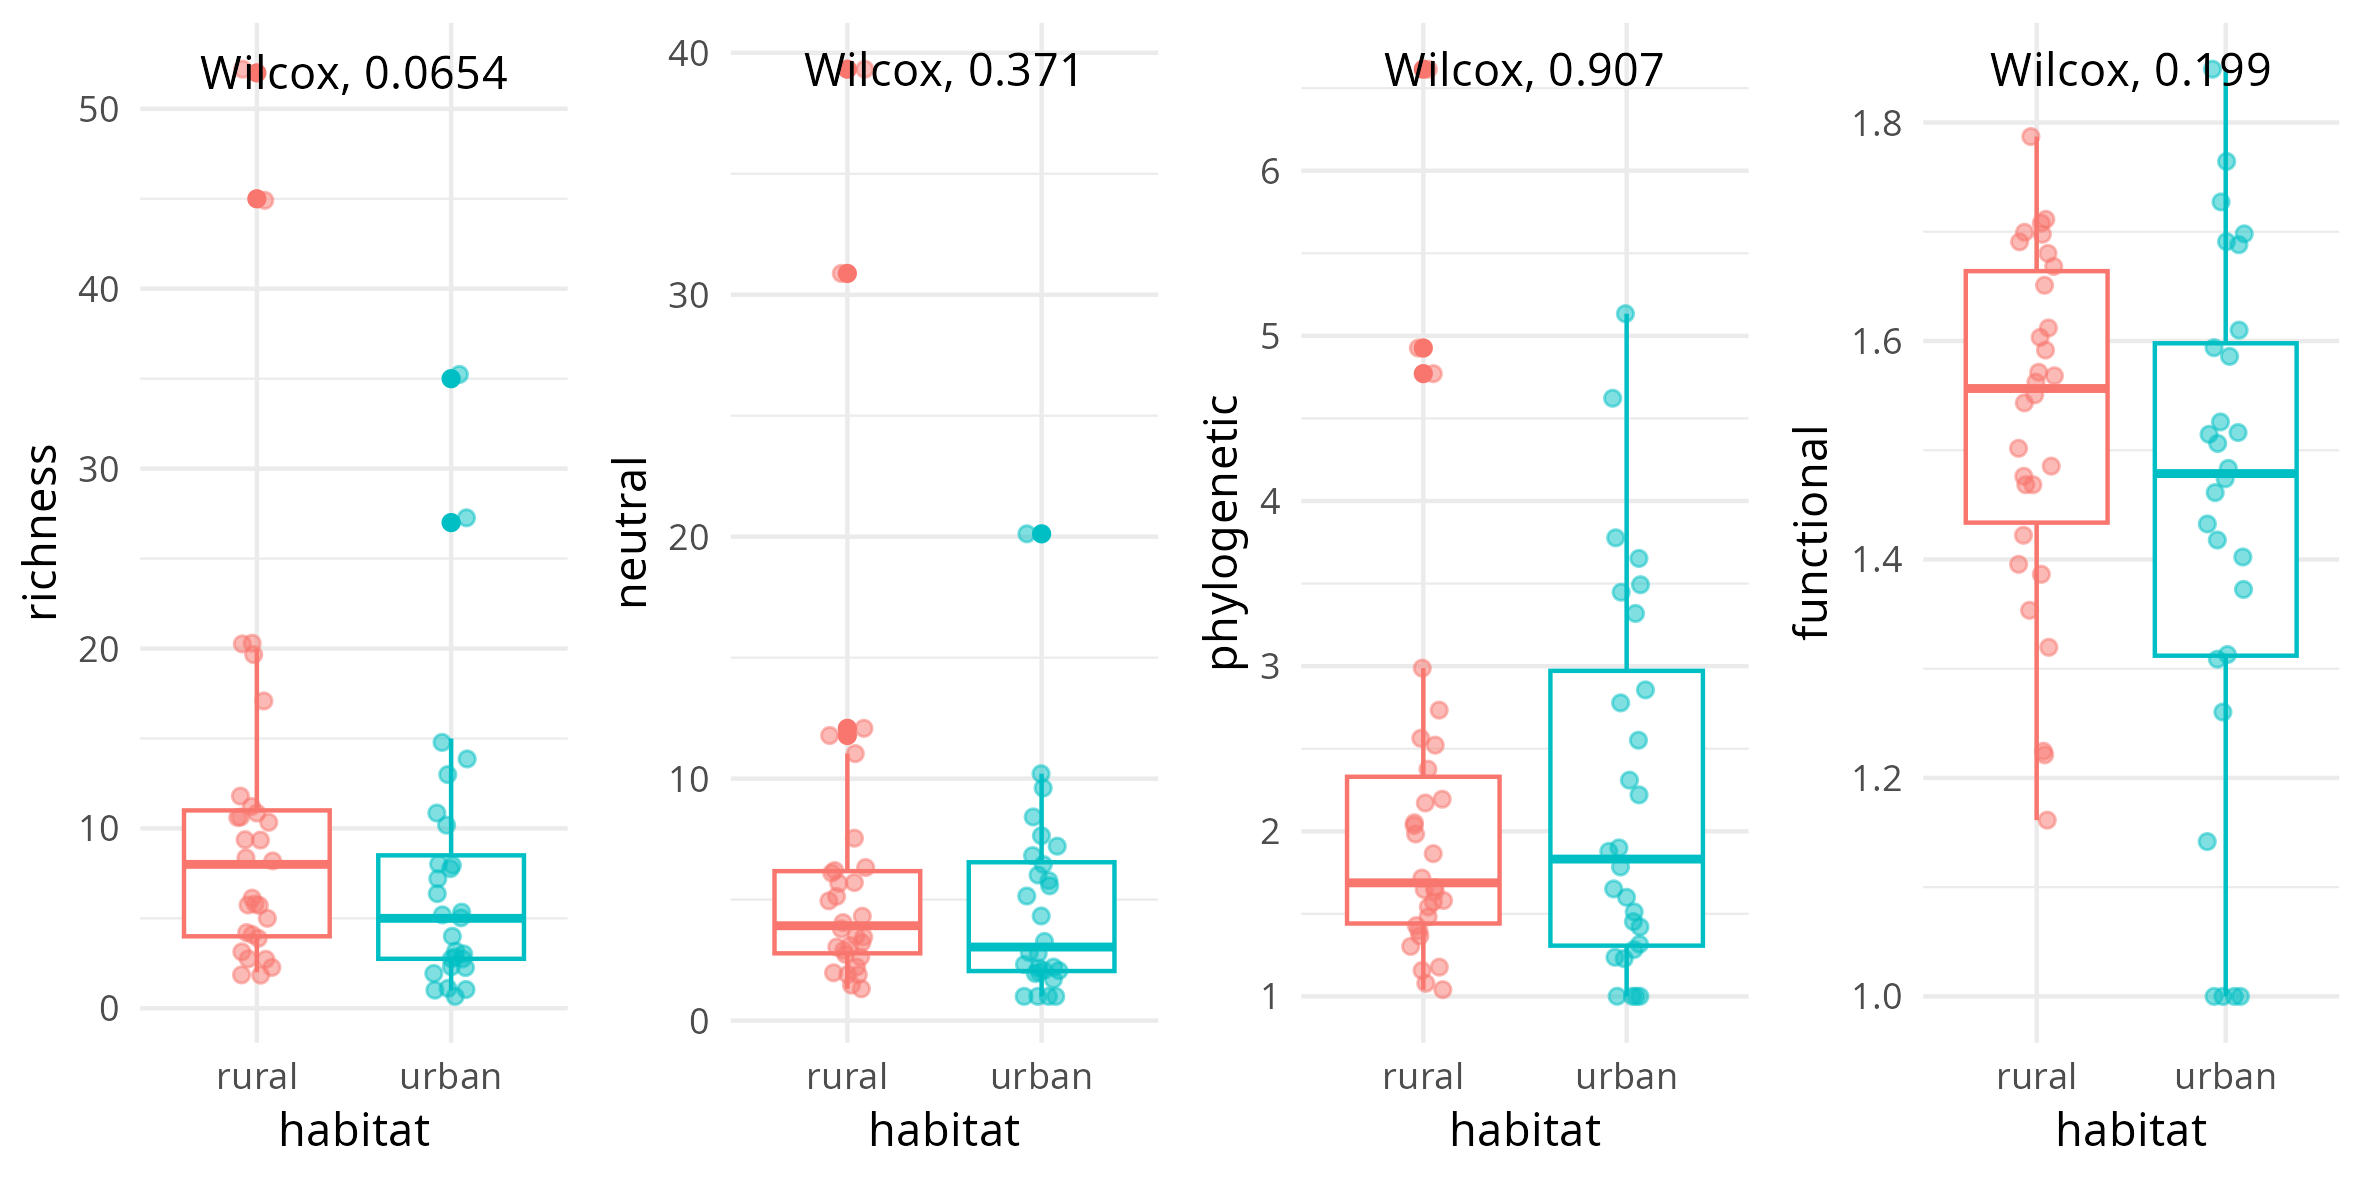 Wilcox, 0.0654
50
40
30
20
10
0
richness
rural
urban
habitat
Wilcox, 0.371
40
30
20
10
0
neutral
rural
urban
habitat
Wilcox, 0.907
6
5
4
3
2
1
phylogenetic
rural
urban
habitat
Wilcox, 0.199
1.8
1.6
1.4
1.2
1.0
functional
rural
urban
habitat